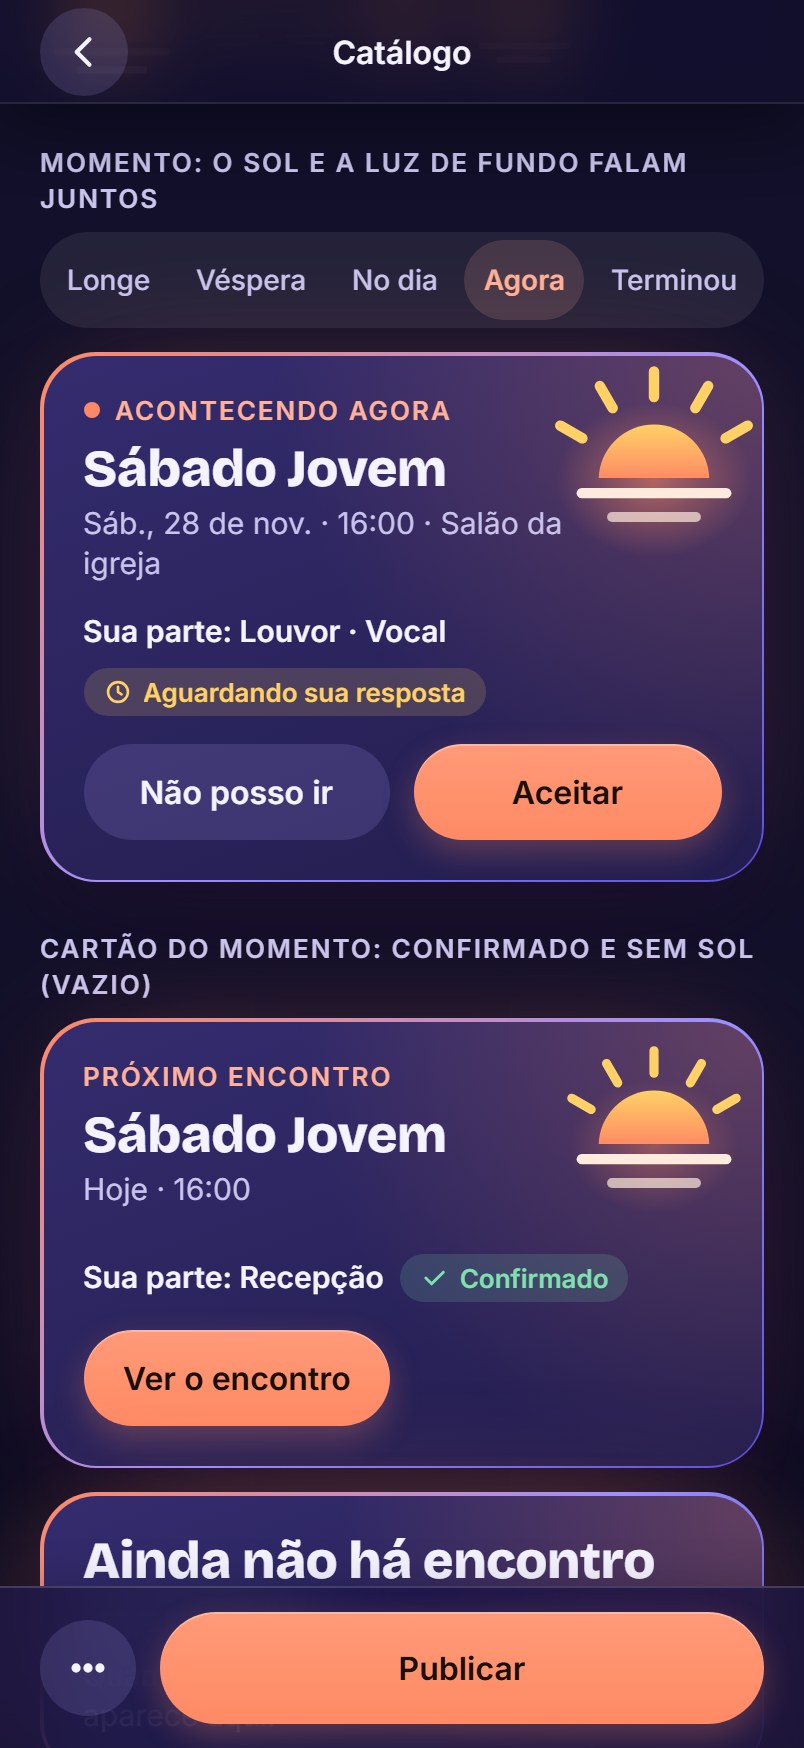 Catálogo
MOMENTO: O SOL E A LUZ DE FUNDO FALAM
JUNTOS
Longe Véspera No dia Agora Terminou
ACONTECENDO AGORA
Sábado Jovem
Sáb., 28 de nov. · 16:00 · Salão da
igreja
Sua parte: Louvor · Vocal
Aguardando sua resposta
Não posso ir Aceitar
CARTÃO DO MOMENTO: CONFIRMADO E SEM SOL
(VAZIO)
PRÓXIMO ENCONTRO
Sábado Jovem
Hoje · 16:00
Sua parte: Recepção Confirmado
Ver o encontro
Ainda não há encontro
Publicar